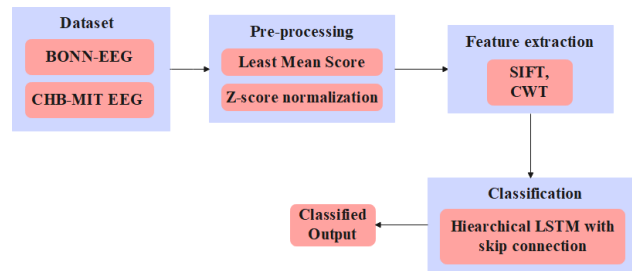 Dataset
BONN-EEG
CHB-MIT EEG
Pre-processing
Least Mean Score
Z-score normalization
Feature extraction
SIFT,
CWT
Classification
Hiearchical LSTM with
skip connection
Classified
Output